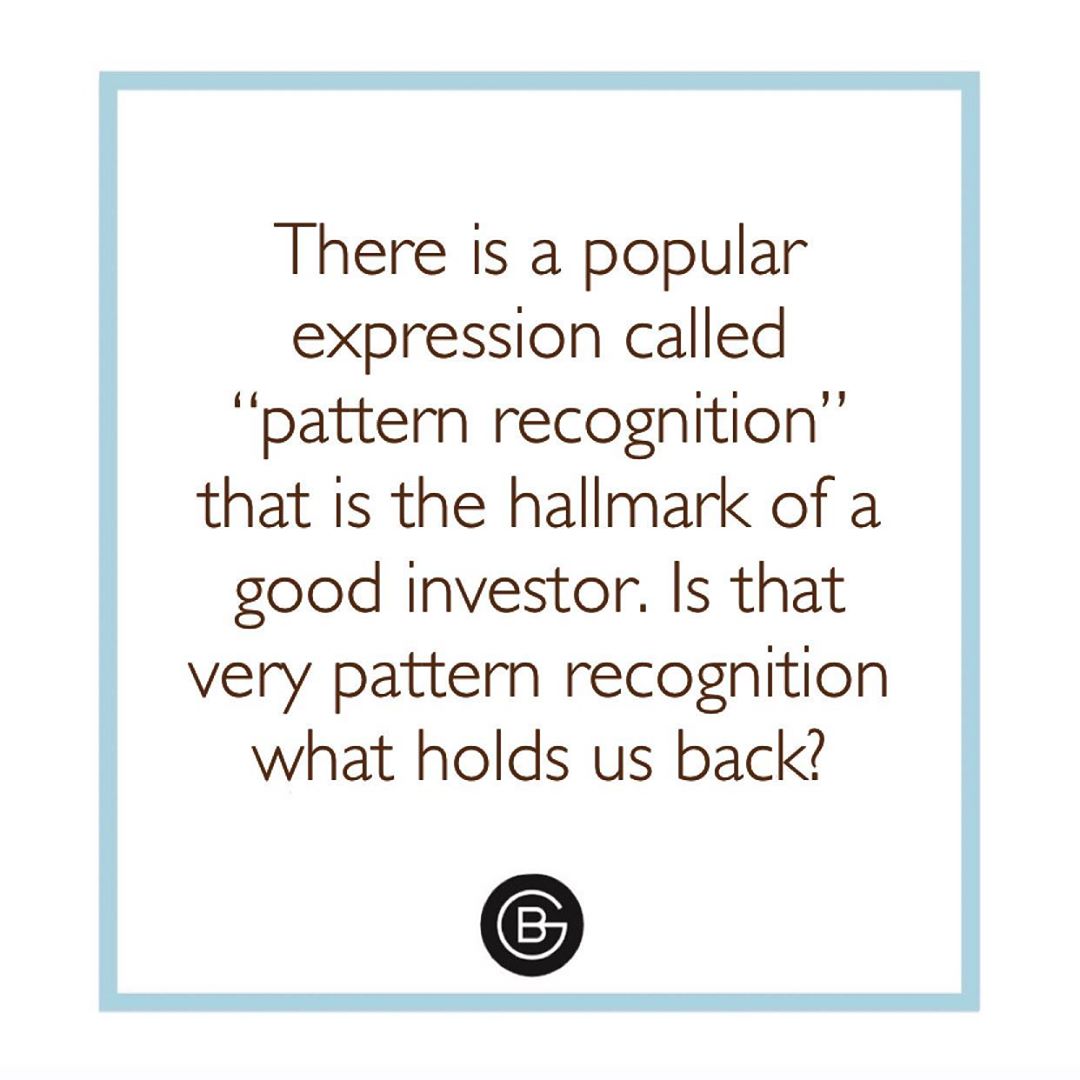 There is a popular
expression called
“pattern recognition”
that is the hallmark of a
good investor. Is that
very pattern recognition
what holds us back?
BG